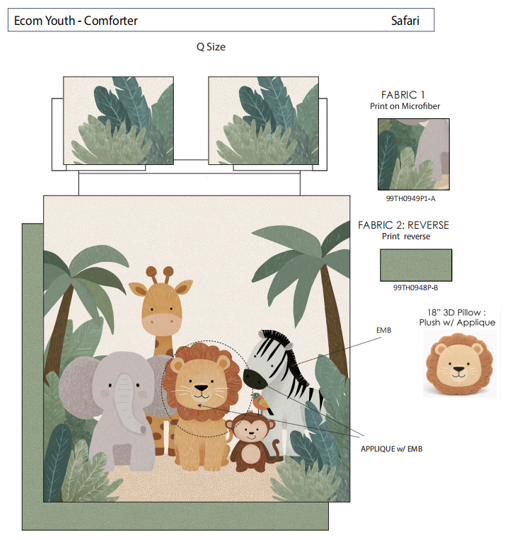 Ecom Youth - Comforter
Safari
Q Size
FABRIC 1
Print on Microfiber
99TH0949P1-A
FABRIC 2: REVERSE
Print reverse
99TH0948P-B
18" 3D Pillow :
Plush w/ Applique
EMB
APPLIQUE w/ EMB